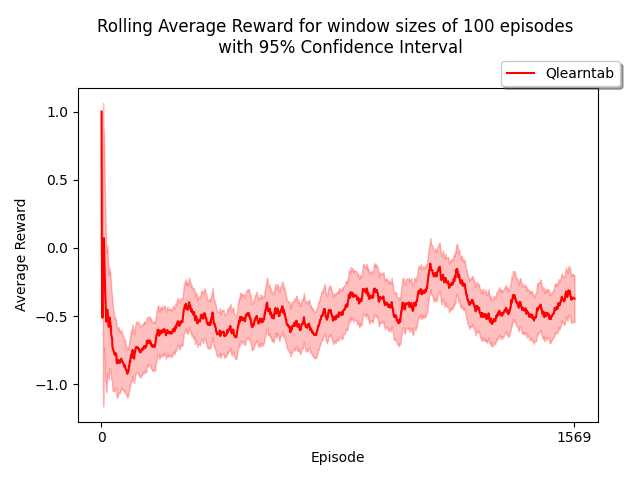 Rolling Average Reward for window sizes of 100 episodes
with 95% Confidence Interval
Qlearntab
1.0
0.5
0.0
−0.5
−1.0
Average Reward
0
1569
Episode